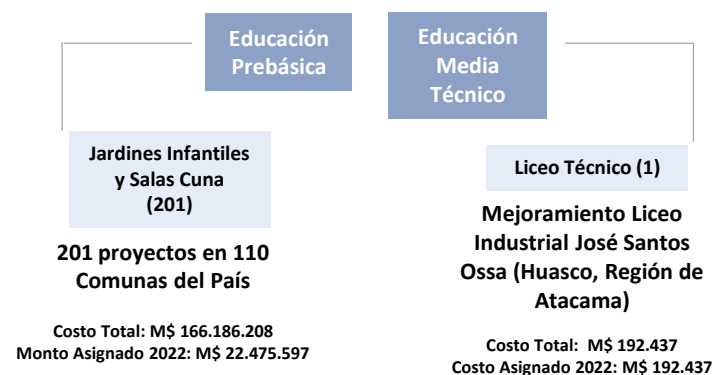 Educación
Prebásica
Jardines Infantiles
y Salas Cuna
(201)
201 proyectos en 110
Comunas del País
Costo Total: M$ 166.186.208
Monto Asignado 2022: M$ 22.475.597
Educación
Media
Técnico
Liceo Técnico (1)
Mejoramiento Liceo
Industrial José Santos
Ossa (Huasco, Región de
Atacama)
Costo Total: M$ 192.437
Costo Asignado 2022: M$ 192.437